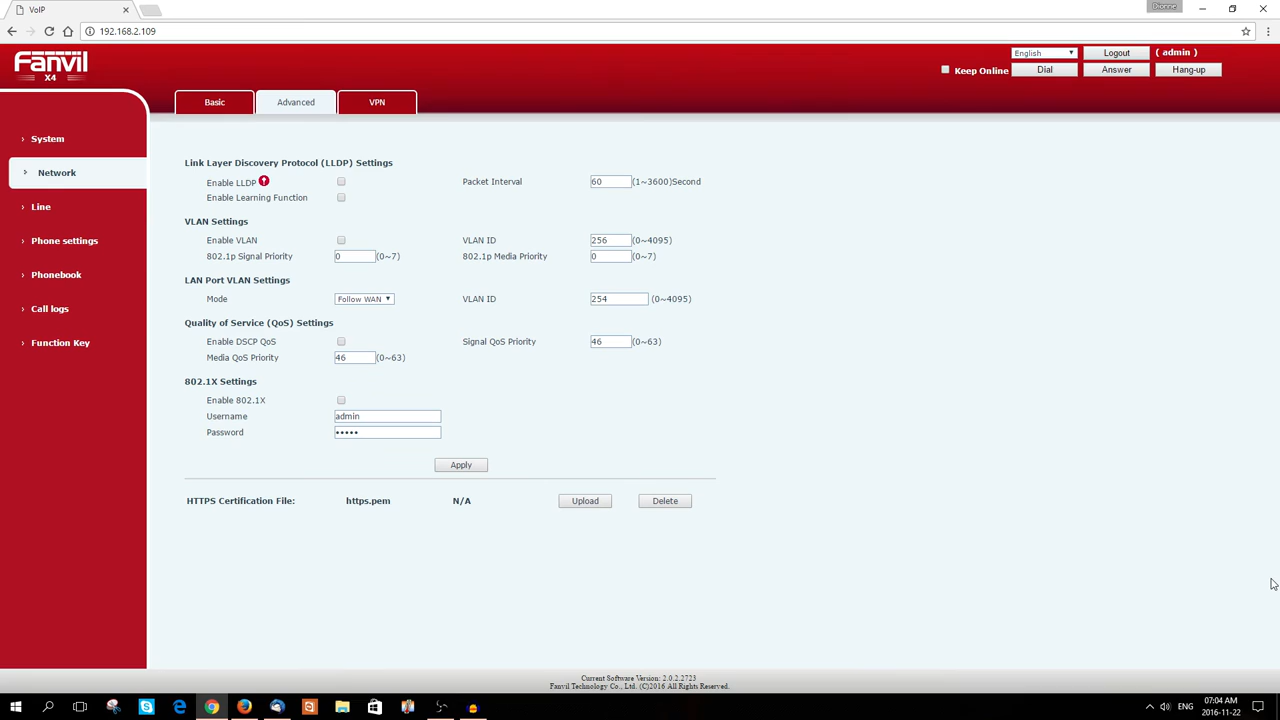 VoIP
Dionne
192.168.2.109
Fanvil
X4
English
Logout
( admin )
Keep Online
Dial
Answer
Hang-up
Basic
Advanced
VPN
System
Network
Line
Phone settings
Phonebook
Call logs
Function Key
Link Layer Discovery Protocol (LLDP) Settings
Enable LLDP
Packet Interval 60 (1~3600)Second
Enable Learning Function
VLAN Settings
Enable VLAN VLAN ID 256 (0~4095)
802.1p Signal Priority 0 (0~7) 802.1p Media Priority 0 (0~7)
LAN Port VLAN Settings
Mode Follow WAN VLAN ID 254 (0~4095)
Quality of Service (QoS) Settings
Enable DSCP QoS Signal QoS Priority 46 (0~63)
Media QoS Priority 46 (0~63)
802.1X Settings
Enable 802.1X
Username admin
Password •••••
Apply
HTTPS Certification File: https.pem N/A Upload Delete
Current Software Version: 2.0.2.2723
Fanvil Technology Co., Ltd. (C)2016 All Rights Reserved.
ENG
07:04 AM
2016-11-22